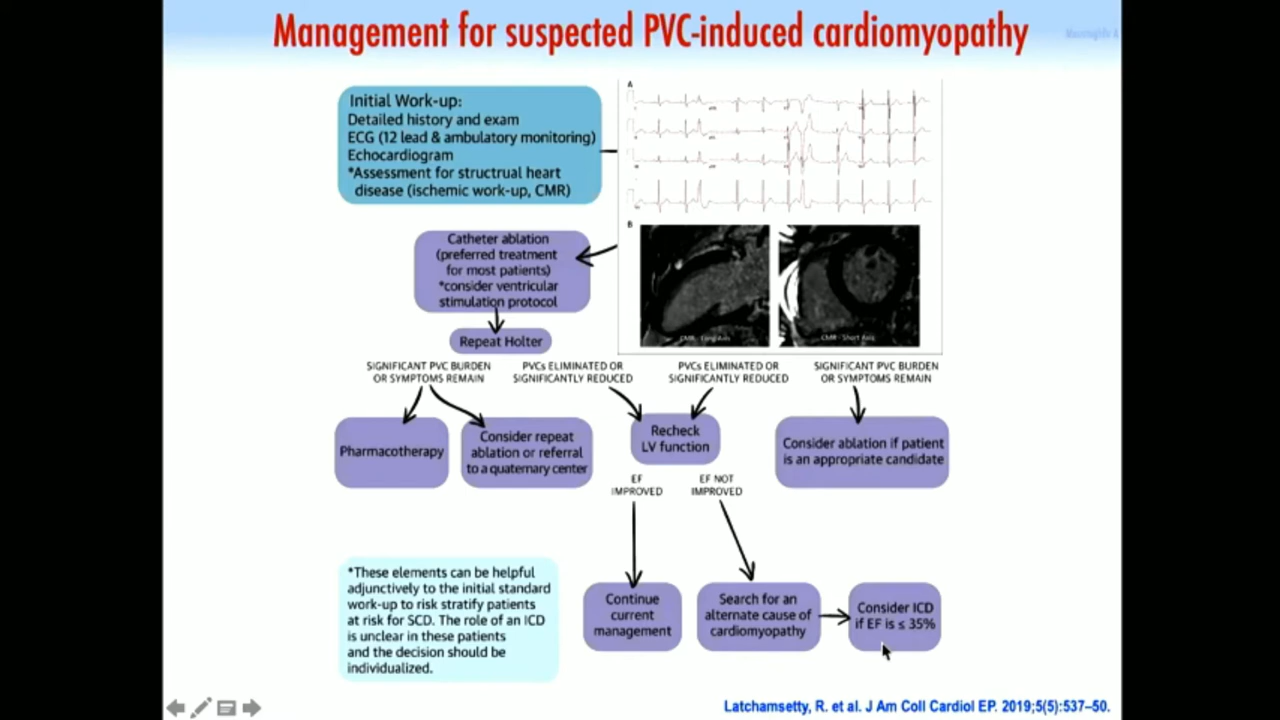 Management for suspected PVC-induced cardiomyopathy
Initial Work-up:
Detailed history and exam
ECG (12 lead & ambulatory monitoring)
Echocardiogram
*Assessment for structrual heart
disease (ischemic work-up, CMR)
A
B
CMR - Long Axis
CMR - Short Axis
Catheter ablation
(preferred treatment
for most patients)
*consider ventricular
stimulation protocol
Repeat Holter
SIGNIFICANT PVC BURDEN
OR SYMPTOMS REMAIN
PVCs ELIMINATED OR
SIGNIFICANTLY REDUCED
PVCs ELIMINATED OR
SIGNIFICANTLY REDUCED
SIGNIFICANT PVC BURDEN
OR SYMPTOMS REMAIN
Pharmacotherapy
Consider repeat
ablation or referral
to a quaternary center
Recheck
LV function
Consider ablation if patient
is an appropriate candidate
EF
IMPROVED
EF NOT
IMPROVED
*These elements can be helpful
adjunctively to the initial standard
work-up to risk stratify patients
at risk for SCD. The role of an ICD
is unclear in these patients
and the decision should be
individualized.
Continue
current
management
Search for an
alternate cause of
cardiomyopathy
Consider ICD
if EF is ≤ 35%
Latchamsetty, R. et al. J Am Coll Cardiol EP. 2019;5(5):537–50.